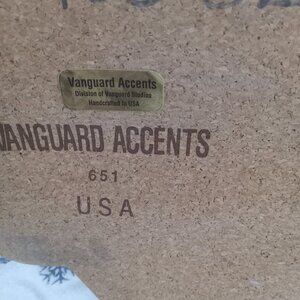 Vanguard Accents
Division of Vanguard Studios
Handcrafted in USA
VANGUARD ACCENTS
651
USA